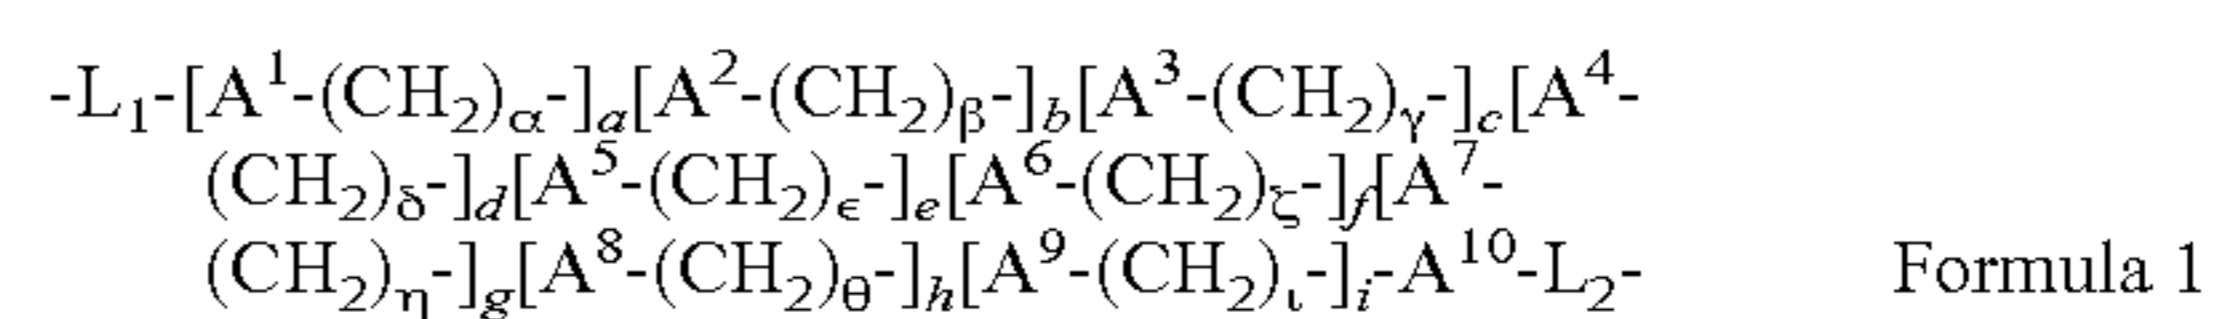 -L₁-[A¹-(CH₂)α-]a[A²-(CH₂)β-]b[A³-(CH₂)γ-]c[A⁴-
(CH₂)δ-]d[A⁵-(CH₂)ϵ-]e[A⁶-(CH₂)ζ-]f[A⁷-
(CH₂)η-]g[A⁸-(CH₂)θ-]h[A⁹-(CH₂)ι-]i-A¹⁰-L₂- Formula 1